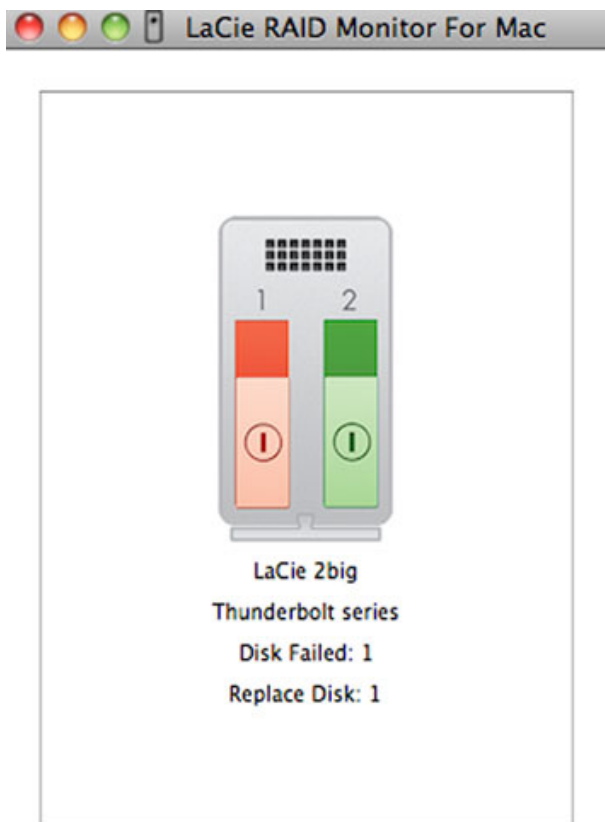 LaCie RAID Monitor For Mac
1 2
LaCie 2big
Thunderbolt series
Disk Failed: 1
Replace Disk: 1